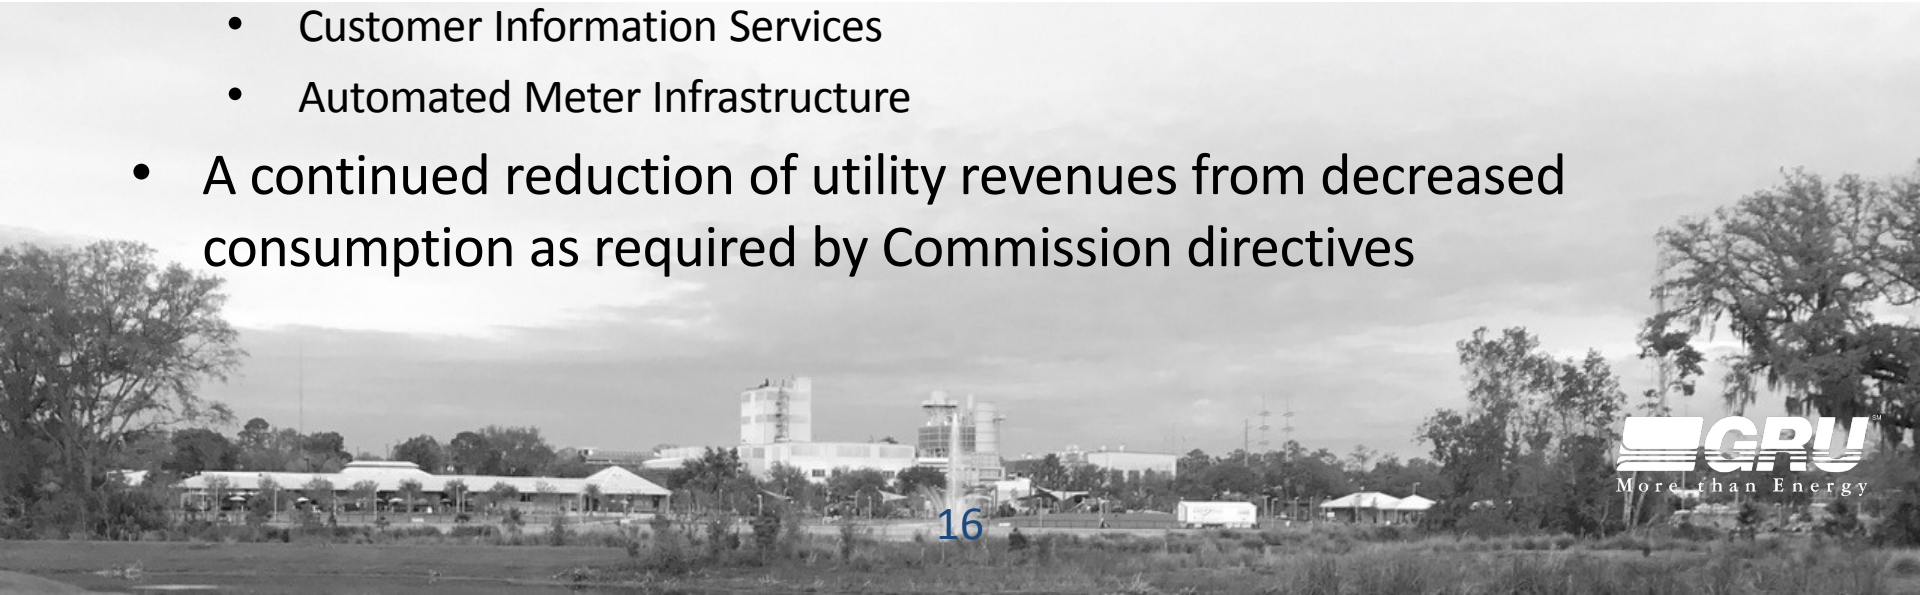 • Customer Information Services
• Automated Meter Infrastructure
• A continued reduction of utility revenues from decreased
consumption as required by Commission directives
GRU SM
More than Energy
16